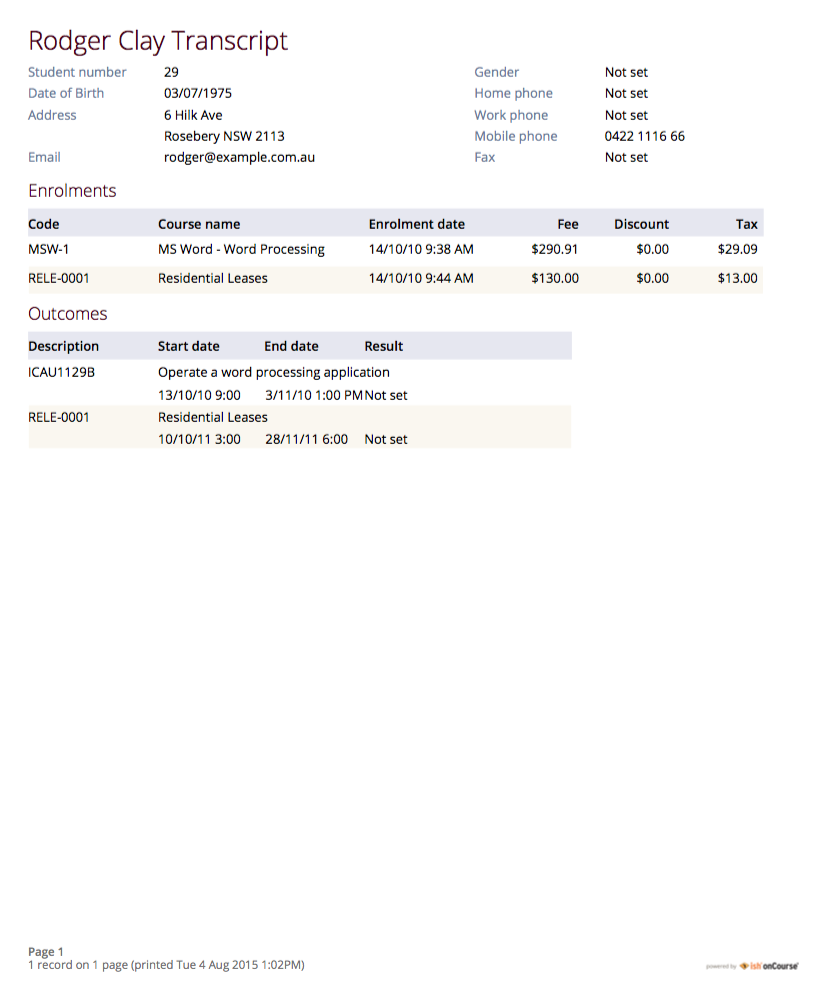 Rodger Clay Transcript
Student number 29 Gender Not set
Date of Birth 03/07/1975 Home phone Not set
Address 6 Hilk Ave Work phone Not set
Rosebery NSW 2113 Mobile phone 0422 1116 66
Email rodger@example.com.au Fax Not set
Enrolments
Code Course name Enrolment date Fee Discount Tax
MSW-1 MS Word - Word Processing 14/10/10 9:38 AM $290.91 $0.00 $29.09
RELE-0001 Residential Leases 14/10/10 9:44 AM $130.00 $0.00 $13.00
Outcomes
Description Start date End date Result
ICAU1129B Operate a word processing application
13/10/10 9:00 3/11/10 1:00 PM Not set
RELE-0001 Residential Leases
10/10/11 3:00 28/11/11 6:00 Not set
Page 1
1 record on 1 page (printed Tue 4 Aug 2015 1:02PM)
powered by ish onCourse